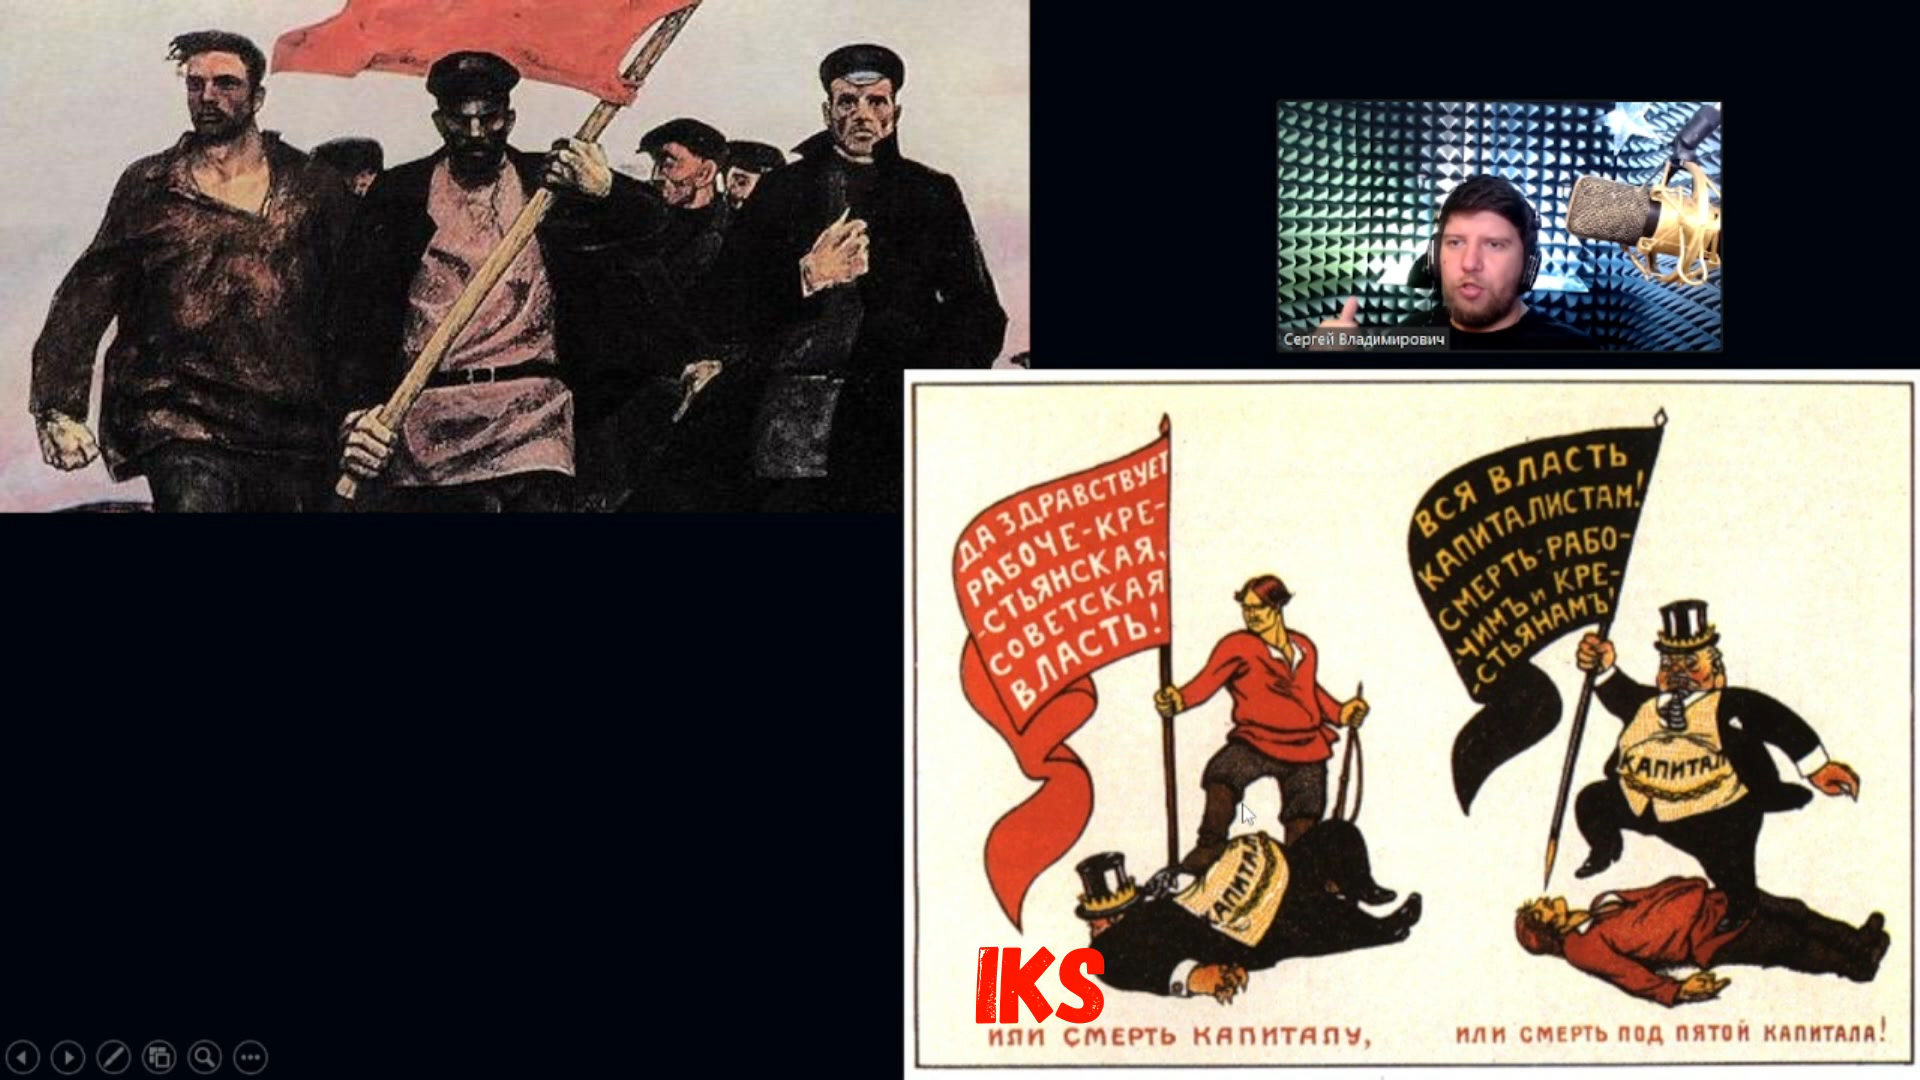 Сергей Владимирович
ДА ЗДРАВСТВУЕТ
РАБОЧЕ-КРЕ-
-СТЬЯНСКАЯ,
СОВЕТСКАЯ
ВЛАСТЬ!
КАПИТАЛ
ВСЯ ВЛАСТЬ
КАПИТАЛИСТАМ!
СМЕРТЬ РАБО-
-ЧИМЪ и КРЕ-
-СТЬЯНАМЪ!
КАПИТАЛ
IKS
ИЛИ СМЕРТЬ КАПИТАЛУ,
ИЛИ СМЕРТЬ ПОД ПЯТОЙ КАПИТАЛА!